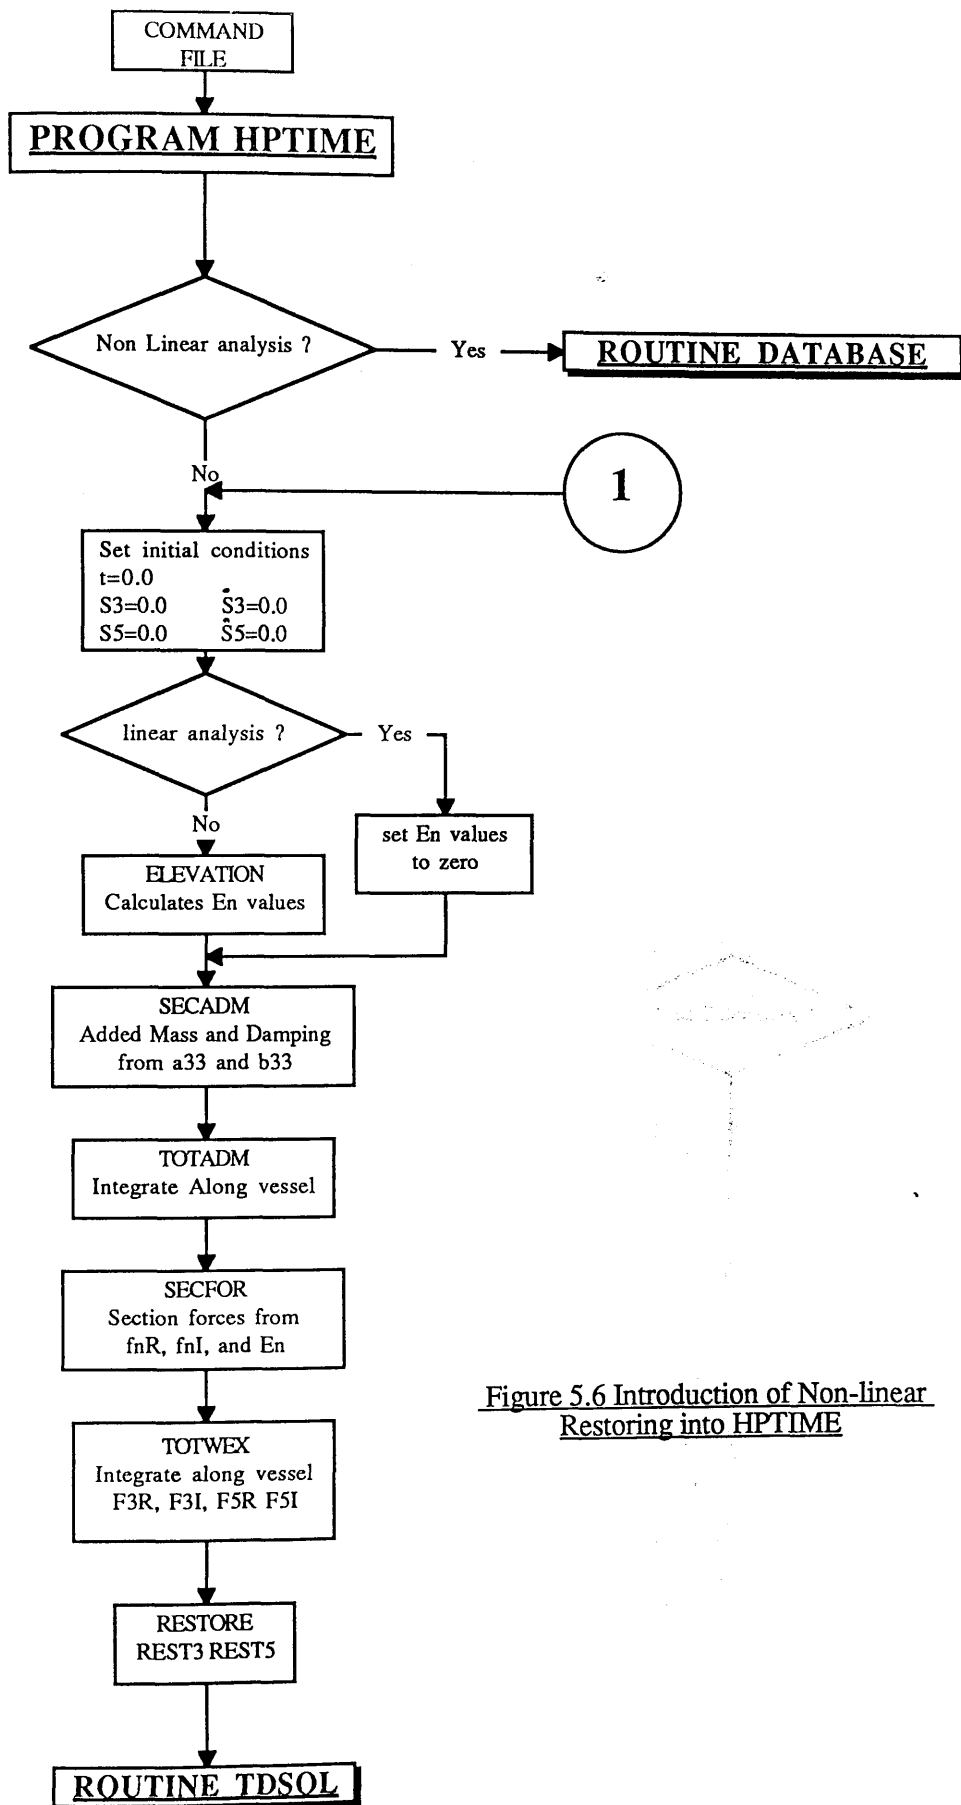 COMMAND
FILE
PROGRAM HPTIME
Non Linear analysis ?
Yes
ROUTINE DATABASE
No
1
Set initial conditions
t=0.0
S3=0.0 Ṡ3=0.0
S5=0.0 Ṡ5=0.0
linear analysis ?
Yes
No
set En values
to zero
ELEVATION
Calculates En values
SECADM
Added Mass and Damping
from a33 and b33
TOTADM
Integrate Along vessel
SECFOR
Section forces from
fnR, fnI, and En
TOTWEX
Integrate along vessel
F3R, F3I, F5R F5I
RESTORE
REST3 REST5
ROUTINE TDSOL
Figure 5.6 Introduction of Non-linear
Restoring into HPTIME